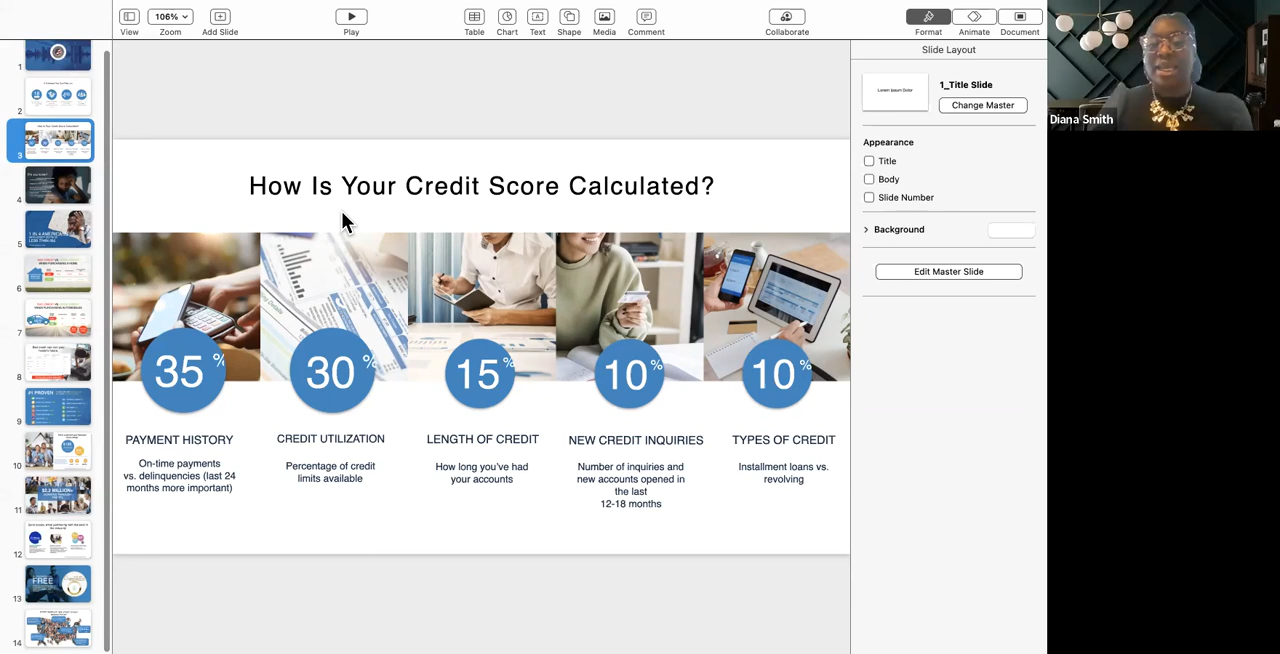 106%
View
Zoom
Add Slide
Play
Table
Chart
Text
Shape
Media
Comment
Collaborate
Format
Animate
Document
Slide Layout
1_Title Slide
Change Master
Appearance
Title
Body
Slide Number
Background
Edit Master Slide
Diana Smith
1
2
3
4
5
6
7
8
9
10
11
12
13
14
How Is Your Credit Score Calculated?
35%
30%
15%
10%
10%
PAYMENT HISTORY
On-time payments
vs. delinquencies (last 24
months more important)
CREDIT UTILIZATION
Percentage of credit
limits available
LENGTH OF CREDIT
How long you've had
your accounts
NEW CREDIT INQUIRIES
Number of inquiries and
new accounts opened in
the last
12-18 months
TYPES OF CREDIT
Installment loans vs.
revolving